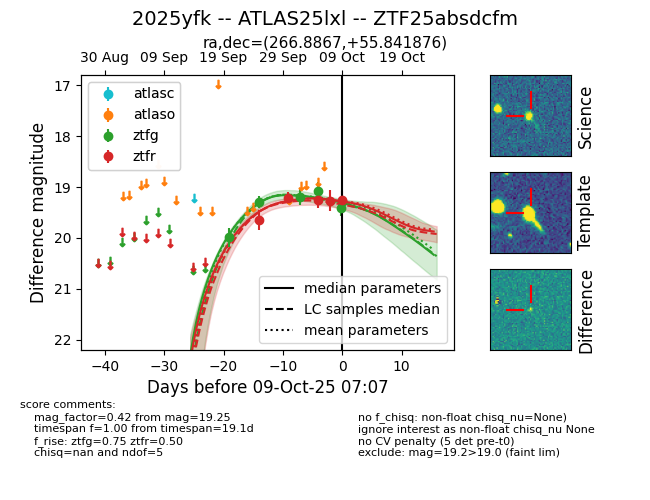 2025yfk -- ATLAS25lxl -- ZTF25absdcfm
ra,dec=(266.8867,+55.841876)
30 Aug 09 Sep 19 Sep 29 Sep 09 Oct 19 Oct
17
18
19
20
21
22
Difference magnitude
atlasc
atlaso
ztfg
ztfr
median parameters
LC samples median
mean parameters
−40 −30 −20 −10 0 10
Days before 09-Oct-25 07:07
Science
Template
Difference
score comments:
mag_factor=0.42 from mag=19.25
timespan f=1.00 from timespan=19.1d
f_rise: ztfg=0.75 ztfr=0.50
chisq=nan and ndof=5
no f_chisq: non-float chisq_nu=None)
ignore interest as non-float chisq_nu None
no CV penalty (5 det pre-t0)
exclude: mag=19.2>19.0 (faint lim)